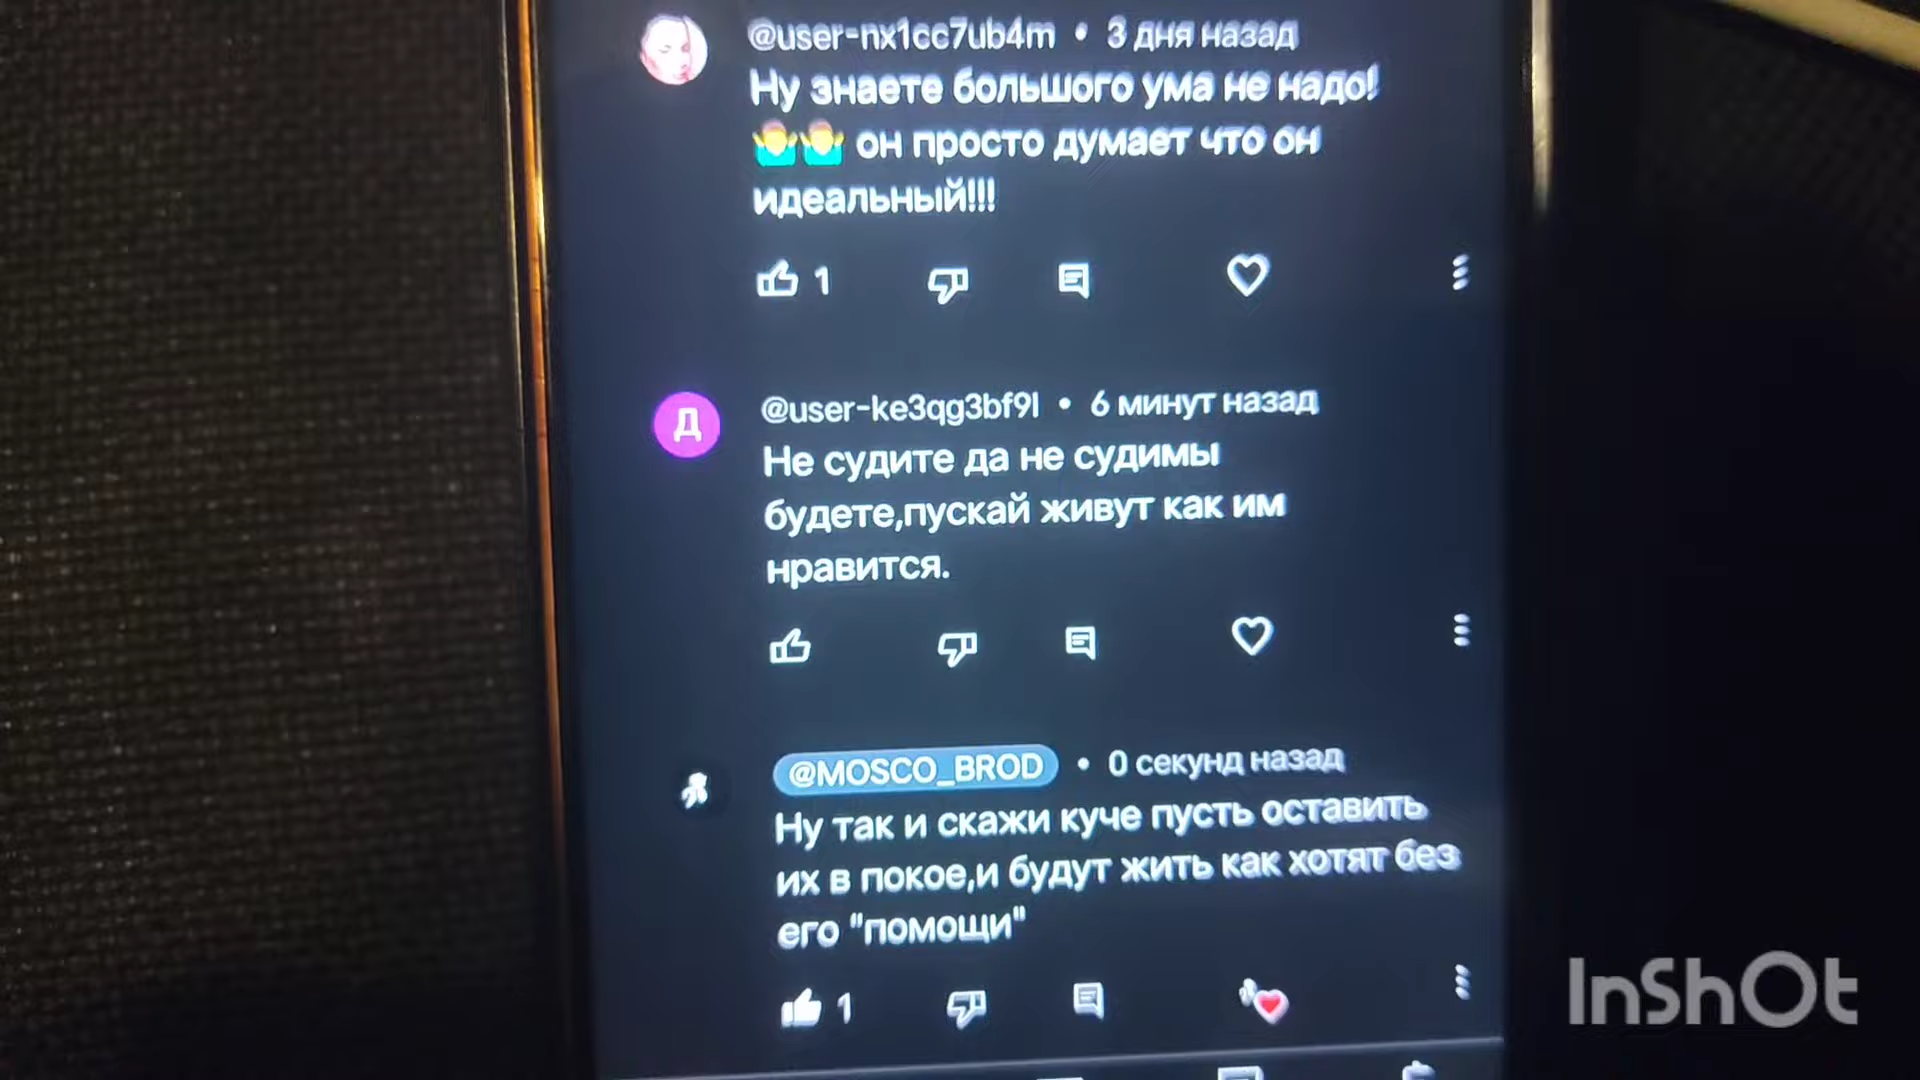 @user-nx1cc7ub4m • 3 дня назад
Ну знаете большого ума не надо!
🤷‍♂️🤷‍♂️ он просто думает что он
идеальный!!!
1
Д
@user-ke3qg3bf9l • 6 минут назад
Не судите да не судимы
будете,пускай живут как им
нравится.
@MOSCO_BROD • 0 секунд назад
Ну так и скажи куче пусть оставить
их в покое,и будут жить как хотят без
его "помощи"
1
InShOt